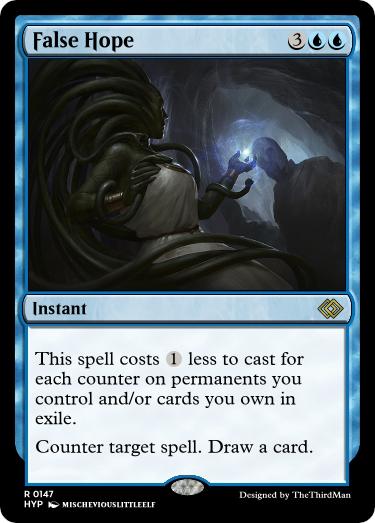 False Hope 3
Instant
This spell costs 1 less to cast for
each counter on permanents you
control and/or cards you own in
exile.
Counter target spell. Draw a card.
R 0147
HYP MISCHEVIOUSLITTLEELF
Designed by TheThirdMan